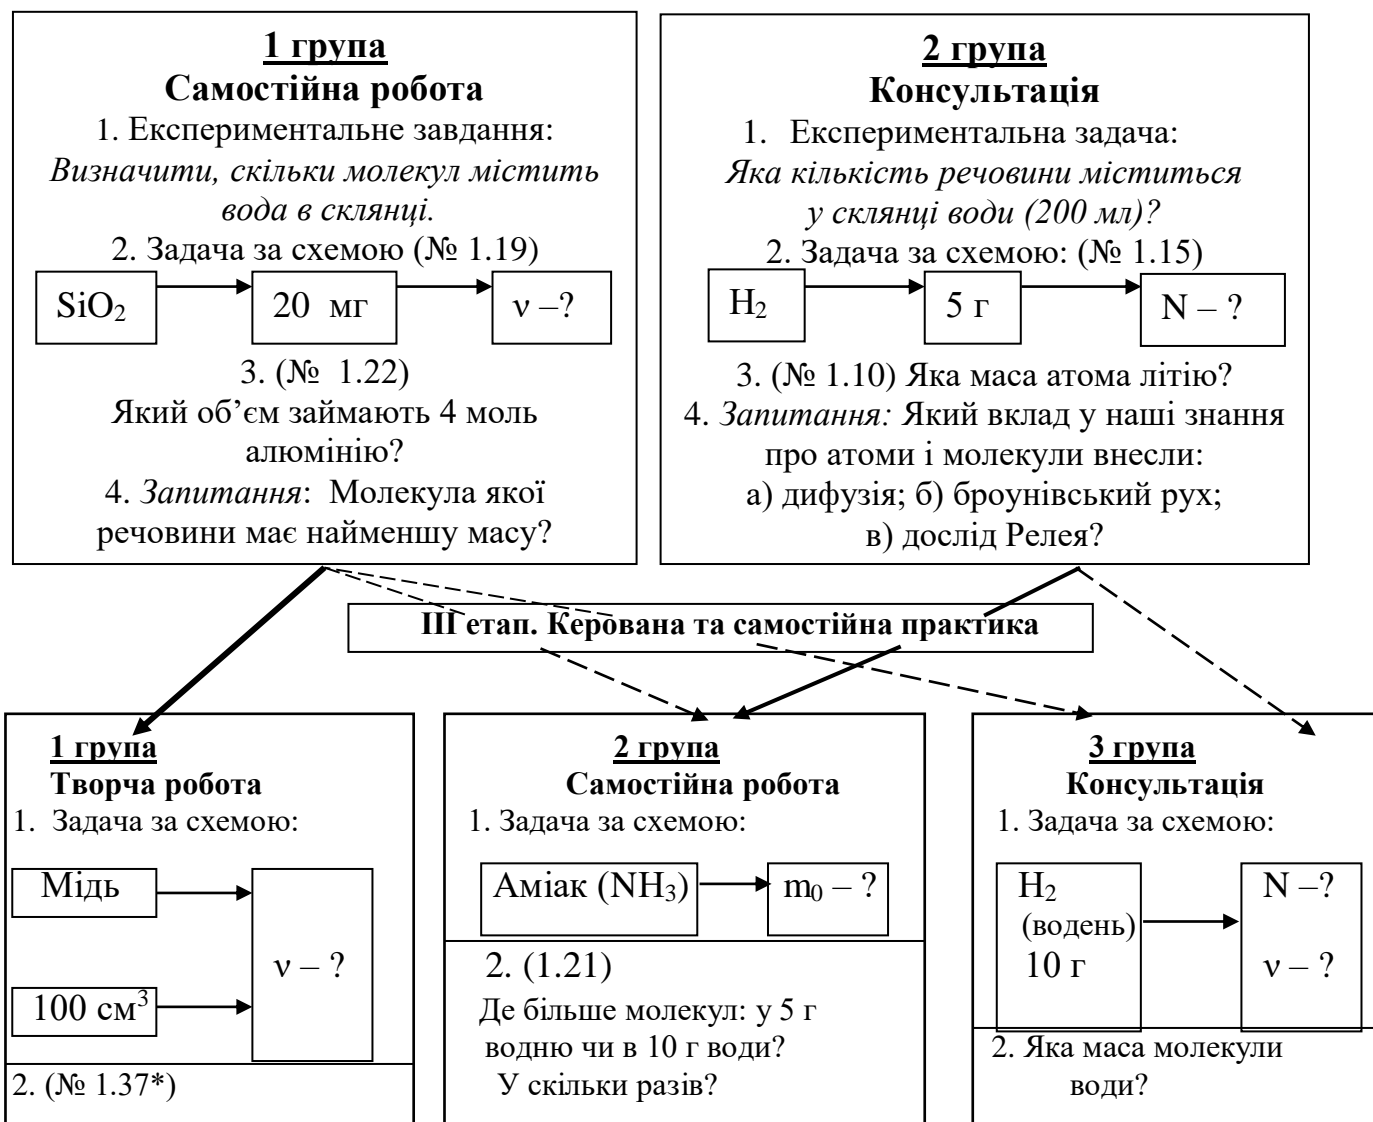 1 група
Самостійна робота
1. Експериментальне завдання:
Визначити, скільки молекул містить
вода в склянці.
2. Задача за схемою (№ 1.19)
SiO₂
20 мг
ν –?
3. (№ 1.22)
Який об’єм займають 4 моль
алюмінію?
4. Запитання: Молекула якої
речовини має найменшу масу?
2 група
Консультація
1. Експериментальна задача:
Яка кількість речовини міститься
у склянці води (200 мл)?
2. Задача за схемою: (№ 1.15)
H₂
5 г
N – ?
3. (№ 1.10) Яка маса атома літію?
4. Запитання: Який вклад у наші знання
про атоми і молекули внесли:
а) дифузія; б) броунівський рух;
в) дослід Релея?
ІІІ етап. Керована та самостійна практика
1 група
Творча робота
1. Задача за схемою:
Мідь
100 см³
ν – ?
2. (№ 1.37*)
2 група
Самостійна робота
1. Задача за схемою:
Аміак (NH₃)
m₀ – ?
2. (1.21)
Де більше молекул: у 5 г
водню чи в 10 г води?
У скільки разів?
3 група
Консультація
1. Задача за схемою:
H₂
(водень)
10 г
N –?
ν – ?
2. Яка маса молекули
води?